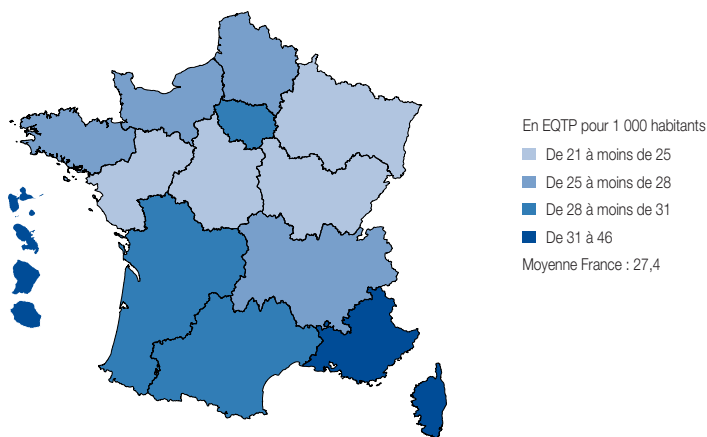 En EQTP pour 1 000 habitants
De 21 à moins de 25
De 25 à moins de 28
De 28 à moins de 31
De 31 à 46
Moyenne France : 27,4